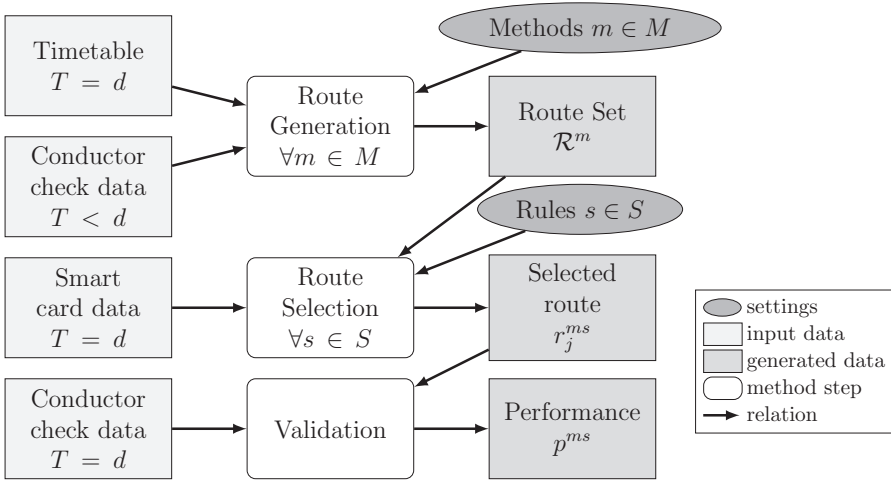 Methods m ∈ M
Timetable
T = d
Route
Generation
∀m ∈ M
Route Set
ℛ^m
Conductor
check data
T < d
Rules s ∈ S
Smart
card data
T = d
Route
Selection
∀s ∈ S
Selected
route
r_j^{ms}
Conductor
check data
T = d
Validation
Performance
p^{ms}
settings
input data
generated data
method step
relation